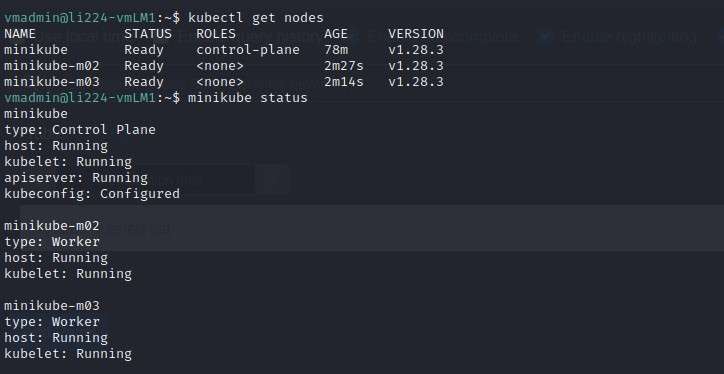 vmadmin@li224-vmLM1:~$ kubectl get nodes
NAME           STATUS   ROLES           AGE     VERSION
minikube       Ready    control-plane   78m     v1.28.3
minikube-m02   Ready    <none>          2m27s   v1.28.3
minikube-m03   Ready    <none>          2m14s   v1.28.3
vmadmin@li224-vmLM1:~$ minikube status
minikube
type: Control Plane
host: Running
kubelet: Running
apiserver: Running
kubeconfig: Configured

minikube-m02
type: Worker
host: Running
kubelet: Running

minikube-m03
type: Worker
host: Running
kubelet: Running